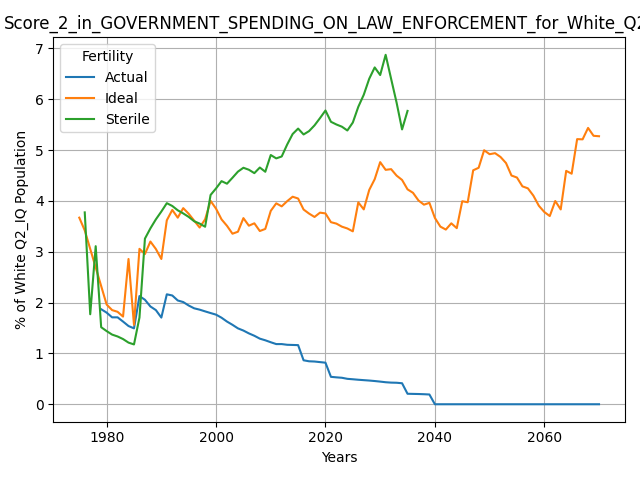 Score_2_in_GOVERNMENT_SPENDING_ON_LAW_ENFORCEMENT_for_White_Q2
7
6
5
4
3
2
1
0
% of White Q2_IQ Population
Fertility
Actual
Ideal
Sterile
1980
2000
2020
2040
2060
Years